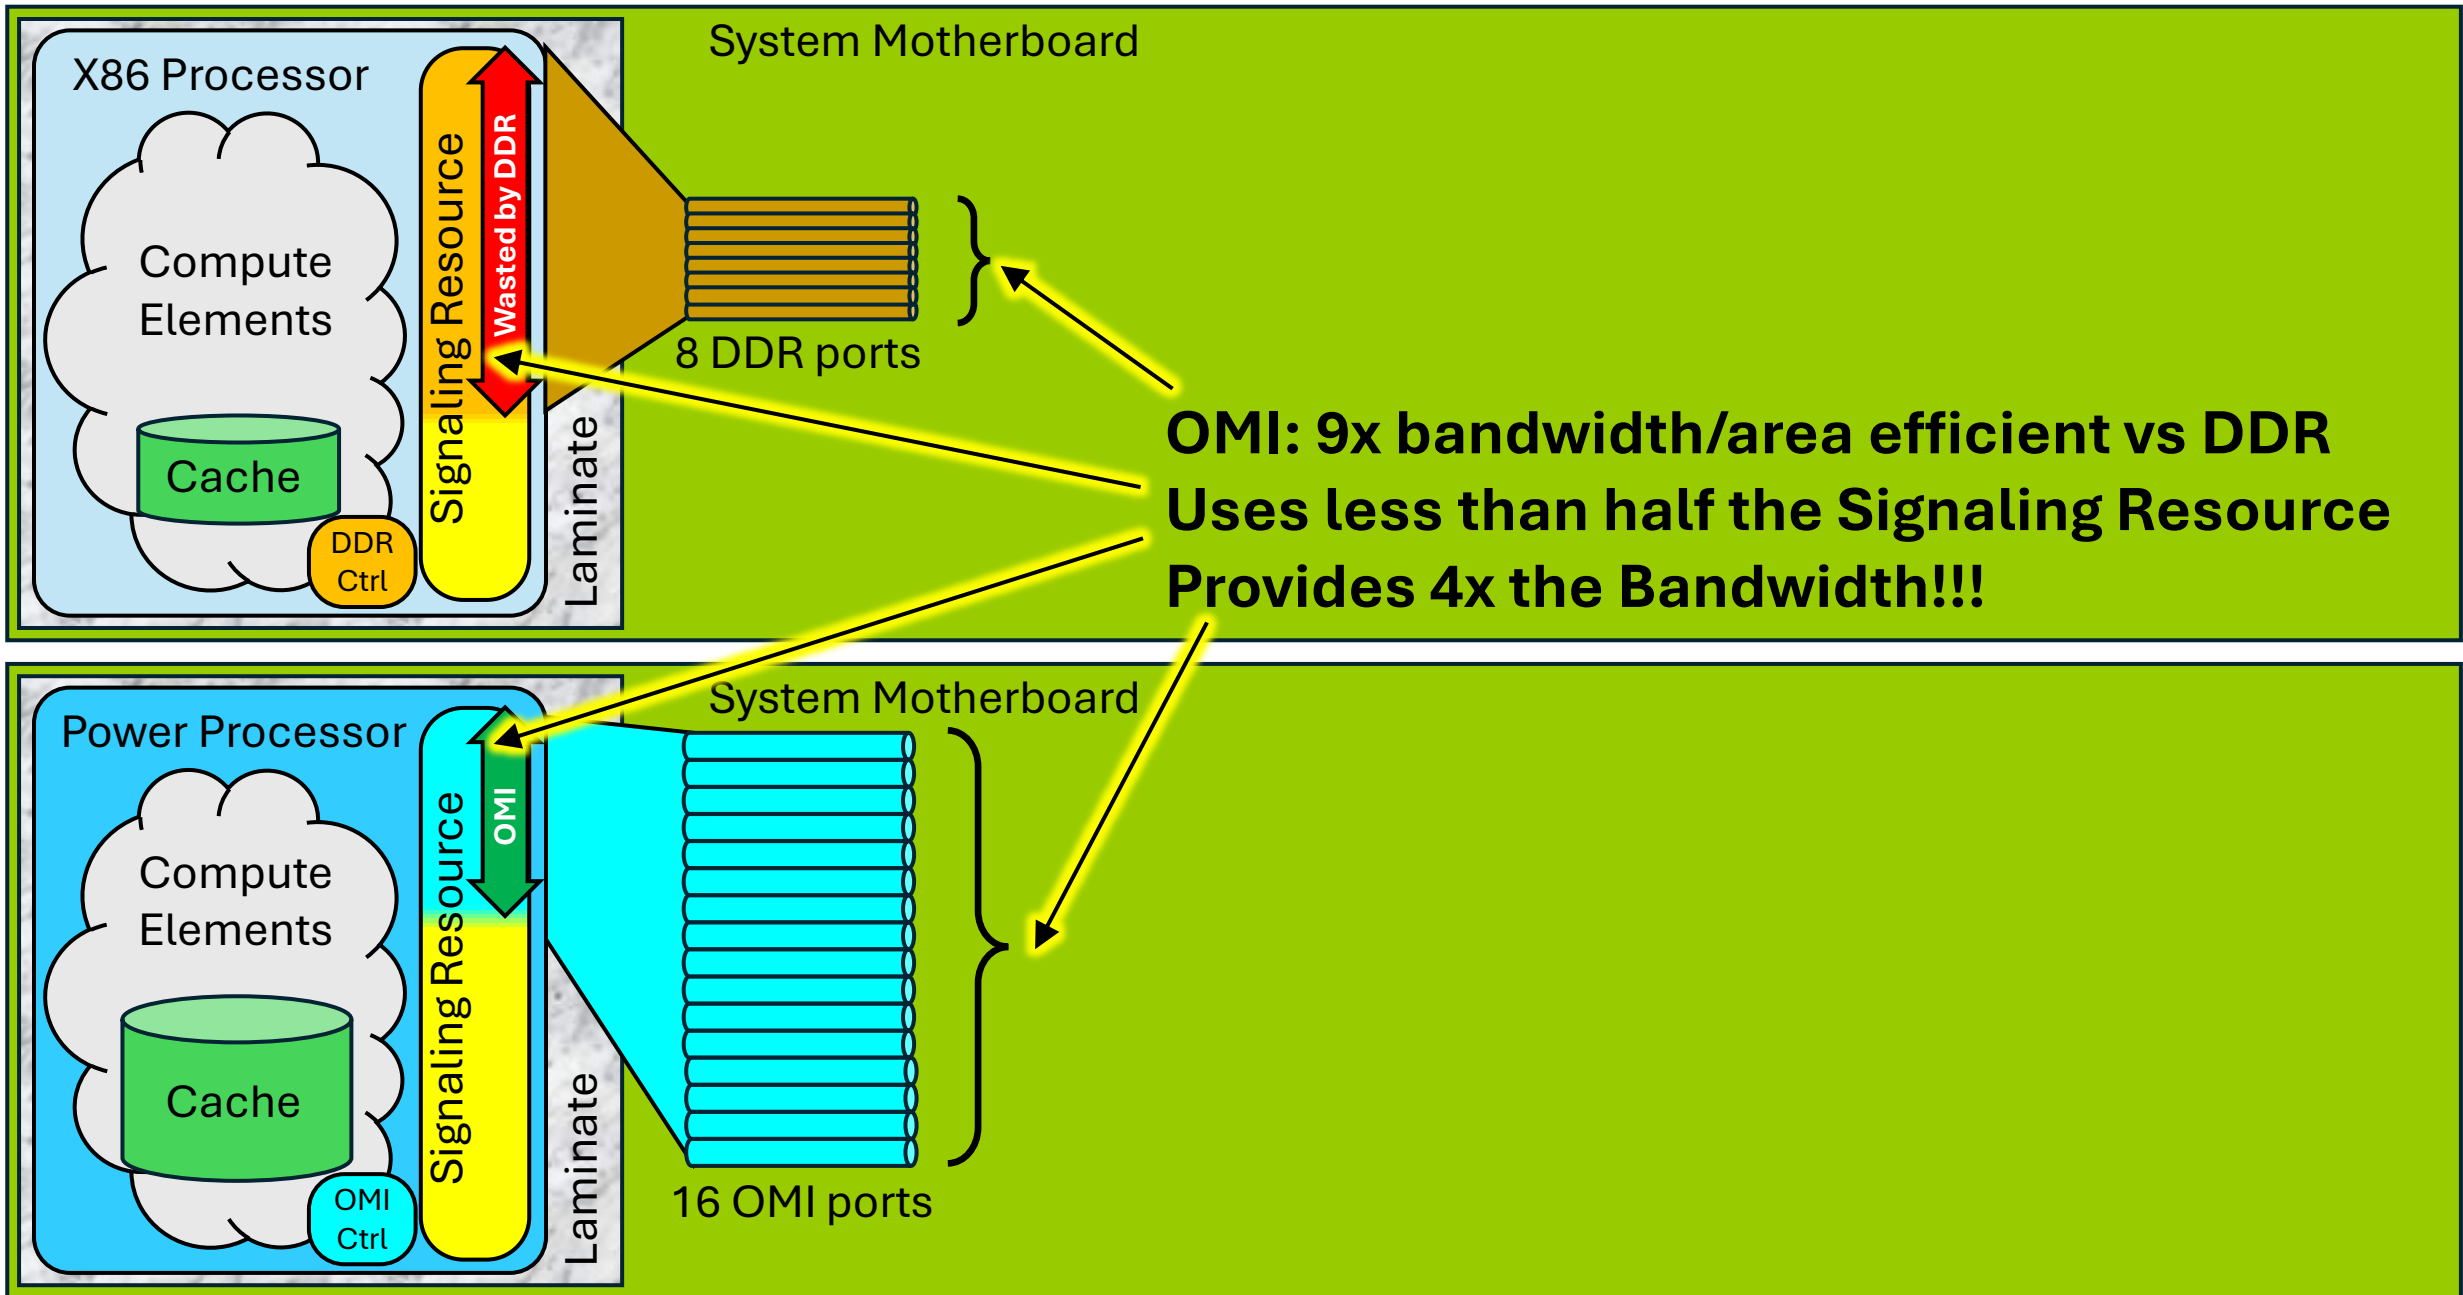 System Motherboard
X86 Processor
Signaling Resource
Wasted by DDR
Compute
Elements
Cache
DDR
Ctrl
Laminate
8 DDR ports
OMI: 9x bandwidth/area efficient vs DDR
Uses less than half the Signaling Resource
Provides 4x the Bandwidth!!!
System Motherboard
Power Processor
Signaling Resource
OMI
Compute
Elements
Cache
OMI
Ctrl
Laminate
16 OMI ports